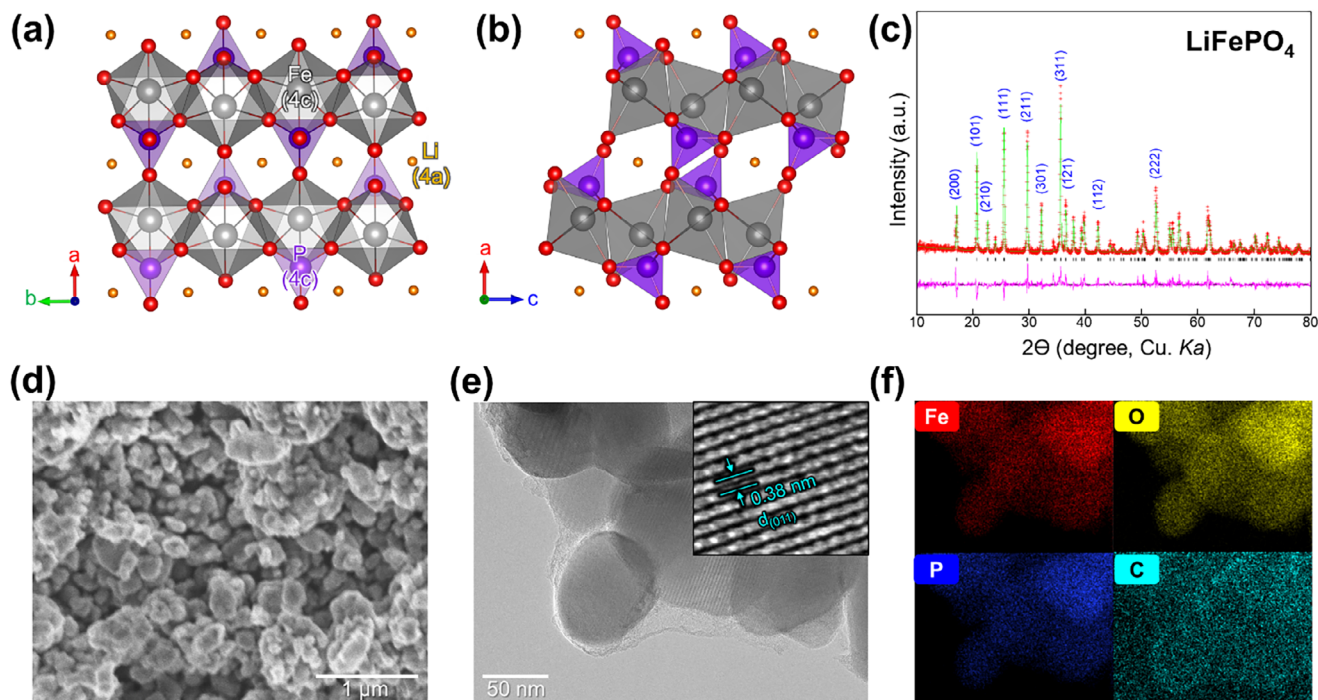 (a)
Fe
(4c)
Li
(4a)
P
(4c)
a
b
(b)
a
c
(c)
LiFePO4
Intensity (a.u.)
(200)
(101)
(210)
(111)
(211)
(301)
(311)
(121)
(112)
(222)
10 20 30 40 50 60 70 80
2Θ (degree, Cu. Ka)
(d)
1 µm
(e)
0.38 nm
d(011)
50 nm
(f)
Fe
O
P
C